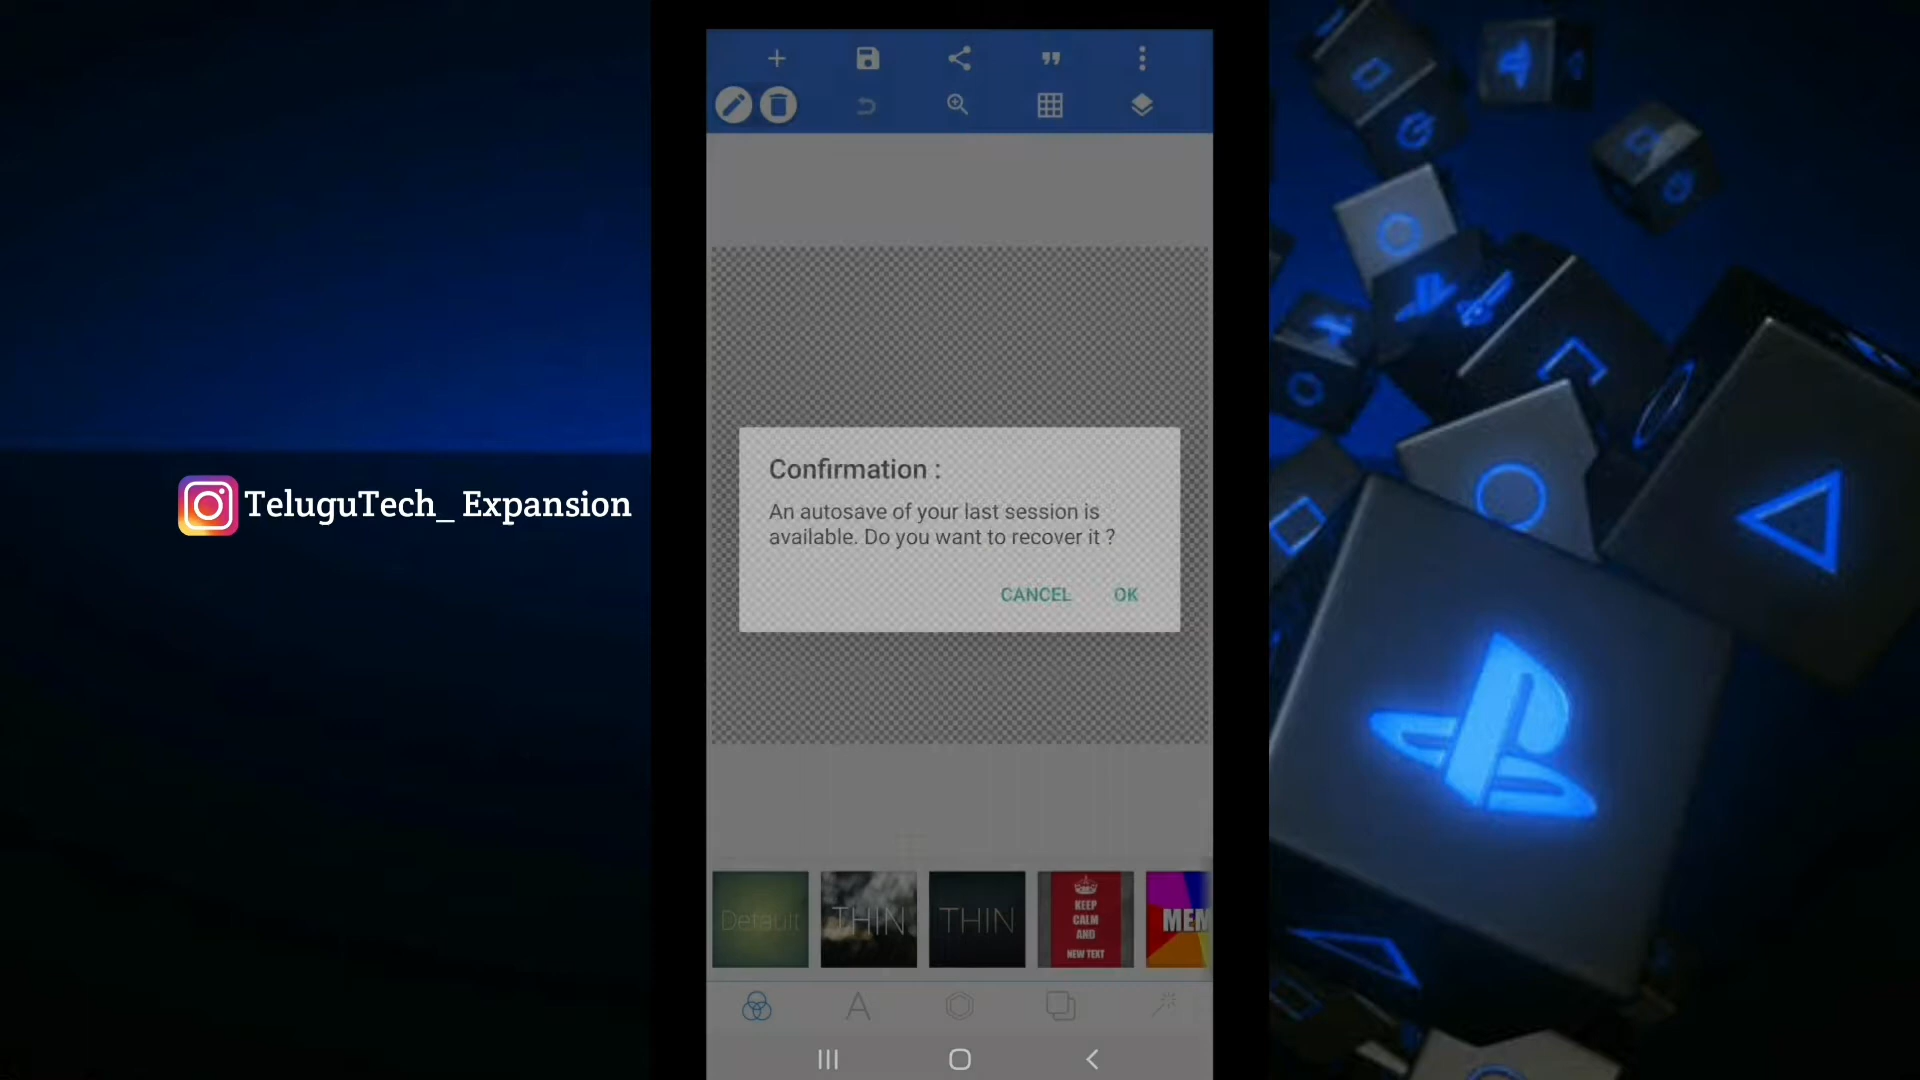 TeluguTech_ Expansion
Confirmation :
An autosave of your last session is
available. Do you want to recover it ?
CANCEL OK
Default
THIN
THIN
KEEP
CALM
AND
NEW TEXT
MEM